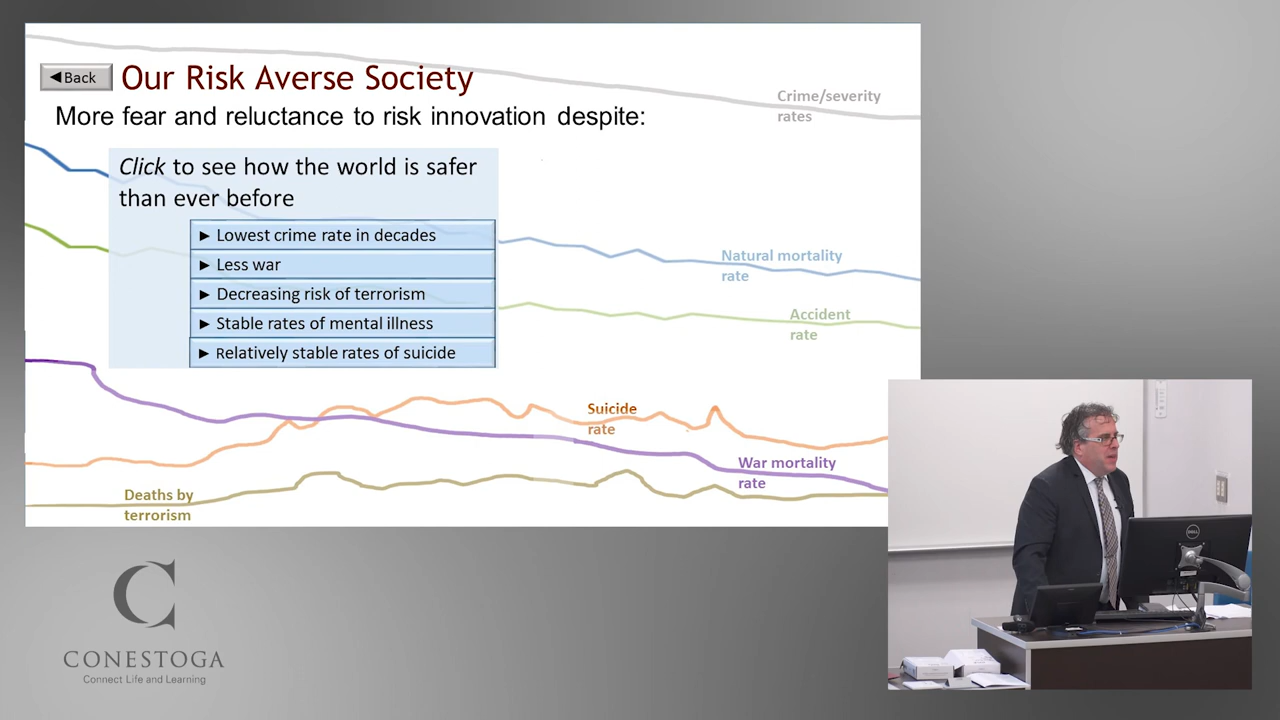 ◄Back
Our Risk Averse Society
More fear and reluctance to risk innovation despite:
Click to see how the world is safer
than ever before
► Lowest crime rate in decades
► Less war
► Decreasing risk of terrorism
► Stable rates of mental illness
► Relatively stable rates of suicide
Crime/severity
rates
Natural mortality
rate
Accident
rate
Suicide
rate
War mortality
rate
Deaths by
terrorism
DELL
C
CONESTOGA
Connect Life and Learning